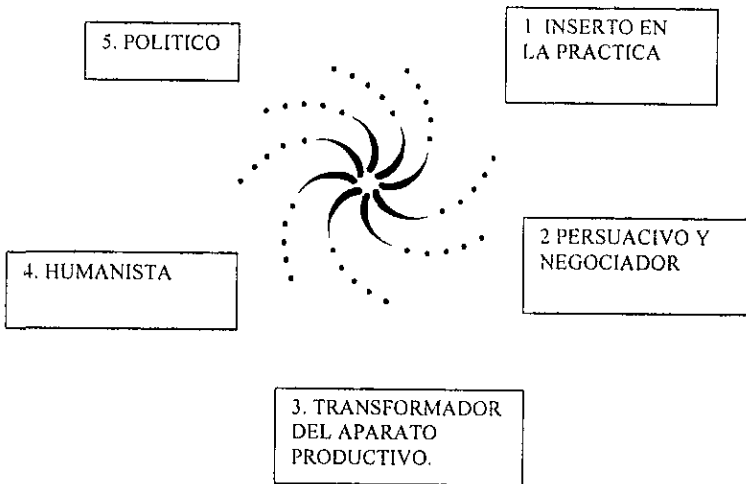 5. POLITICO
1 INSERTO EN
LA PRACTICA
2 PERSUACIVO Y
NEGOCIADOR
4. HUMANISTA
3. TRANSFORMADOR
DEL APARATO
PRODUCTIVO.